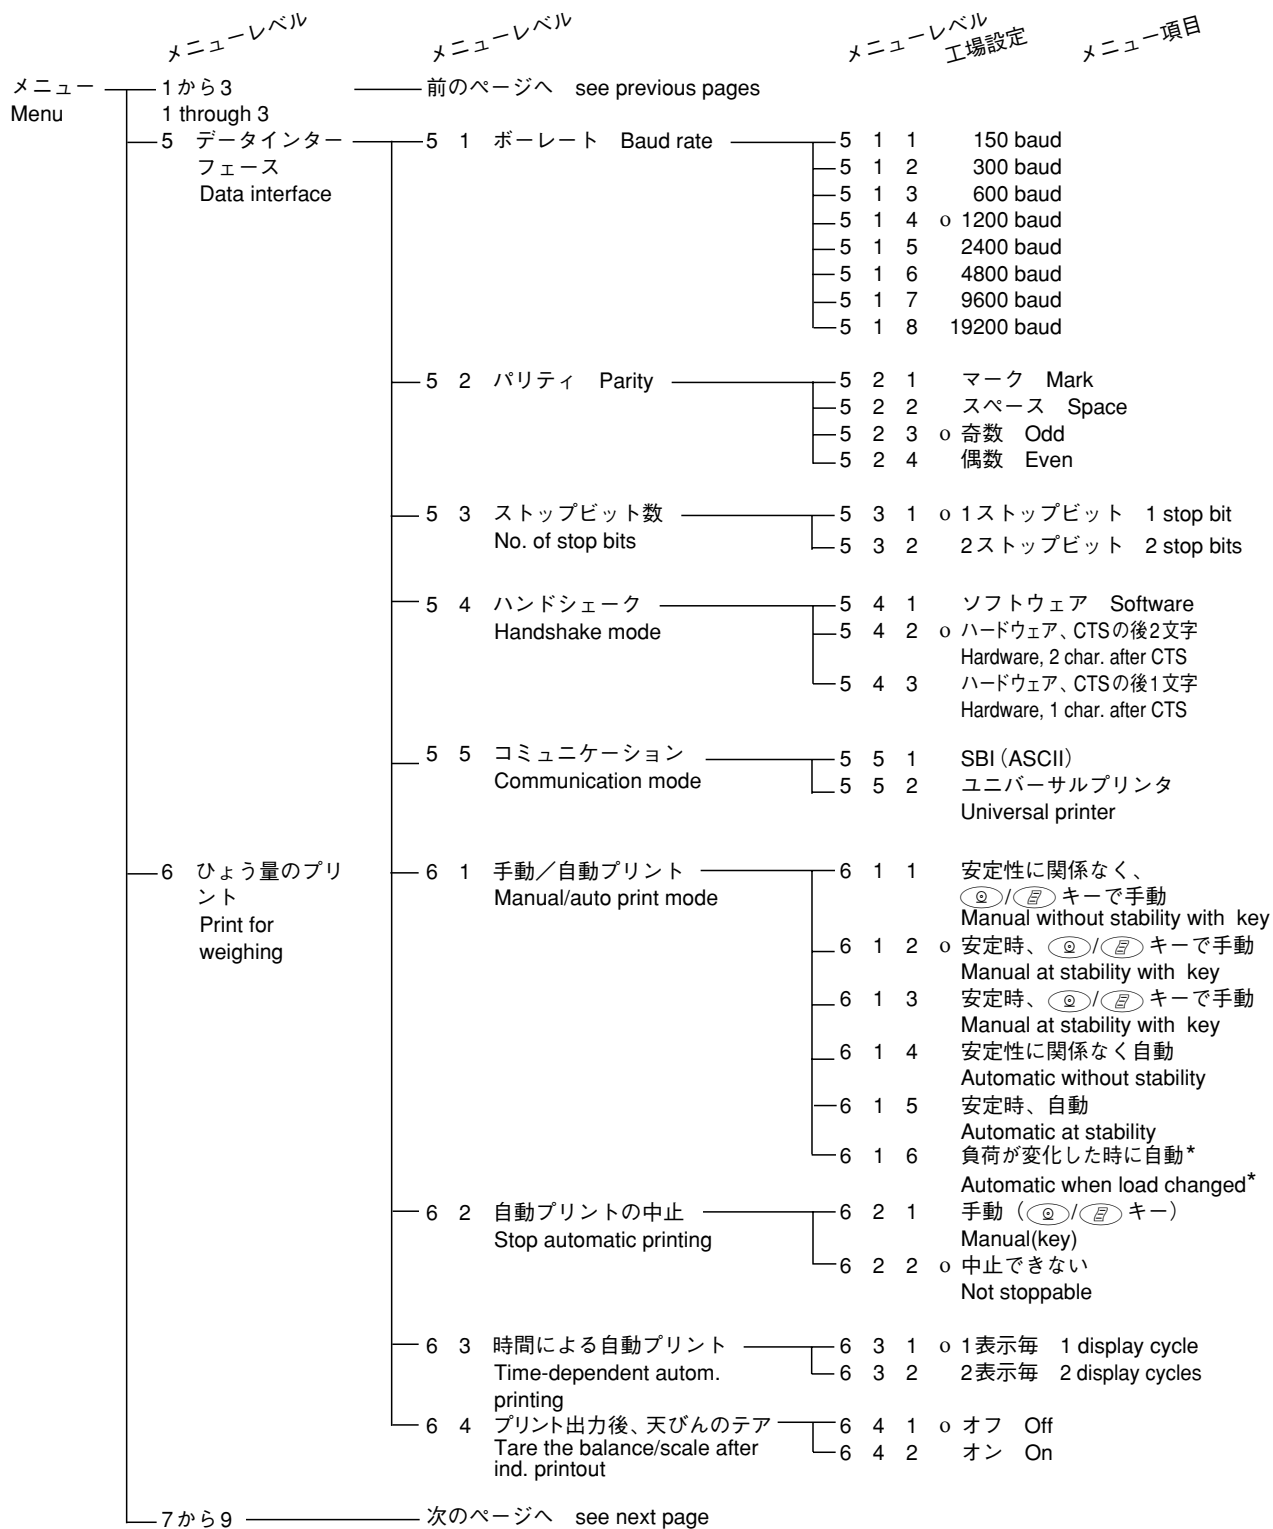 メニューレベル メニューレベル メニューレベル 工場設定 メニュー項目
メニュー 1から3 前のページへ see previous pages
Menu 1 through 3
5 データインター 5 1 ボーレート Baud rate 5 1 1 150 baud
フェース 5 1 2 300 baud
Data interface 5 1 3 600 baud
5 1 4 o 1200 baud
5 1 5 2400 baud
5 1 6 4800 baud
5 1 7 9600 baud
5 1 8 19200 baud
5 2 パリティ Parity 5 2 1 マーク Mark
5 2 2 スペース Space
5 2 3 o 奇数 Odd
5 2 4 偶数 Even
5 3 ストップビット数 5 3 1 o 1ストップビット 1 stop bit
No. of stop bits 5 3 2 2ストップビット 2 stop bits
5 4 ハンドシェーク 5 4 1 ソフトウェア Software
Handshake mode 5 4 2 o ハードウェア、CTSの後2文字
Hardware, 2 char. after CTS
5 4 3 ハードウェア、CTSの後1文字
Hardware, 1 char. after CTS
5 5 コミュニケーション 5 5 1 SBI (ASCII)
Communication mode 5 5 2 ユニバーサルプリンタ
Universal printer
6 ひょう量のプリ 6 1 手動／自動プリント 6 1 1 安定性に関係なく、
ント Manual/auto print mode / キーで手動
Print for Manual without stability with key
weighing 6 1 2 o 安定時、 / キーで手動
Manual at stability with key
6 1 3 安定時、 / キーで手動
Manual at stability with key
6 1 4 安定性に関係なく自動
Automatic without stability
6 1 5 安定時、自動
Automatic at stability
6 1 6 負荷が変化した時に自動*
Automatic when load changed*
6 2 自動プリントの中止 6 2 1 手動（ / キー）
Stop automatic printing Manual(key)
6 2 2 o 中止できない
Not stoppable
6 3 時間による自動プリント 6 3 1 o 1表示毎 1 display cycle
Time-dependent autom. 6 3 2 2表示毎 2 display cycles
printing
6 4 プリント出力後、天びんのテア 6 4 1 o オフ Off
Tare the balance/scale after 6 4 2 オン On
ind. printout
7から9 次のページへ see next page